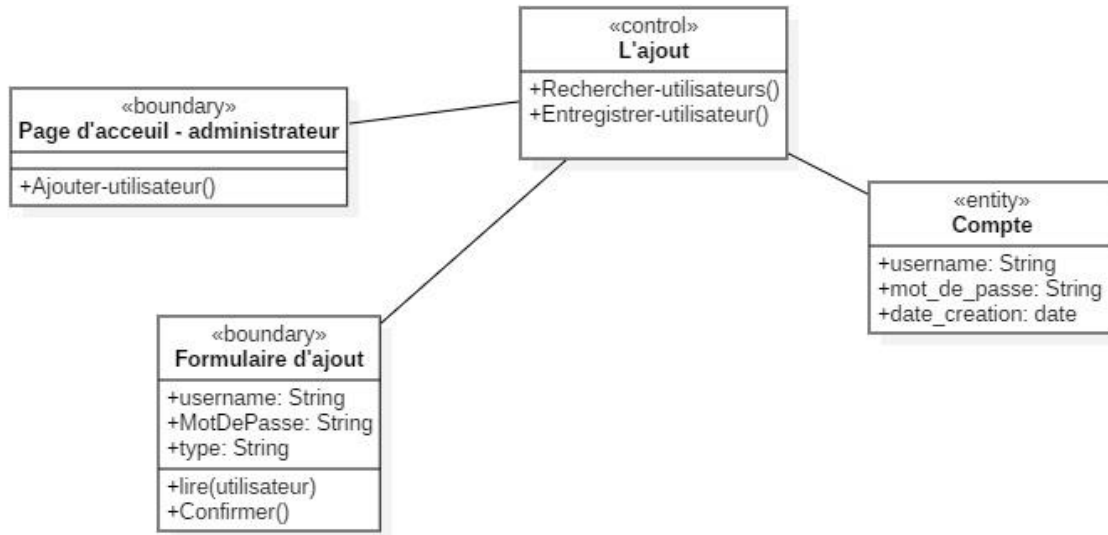 «control»
L'ajout
+Rechercher-utilisateurs()
+Entregistrer-utilisateur()
«boundary»
Page d'acceuil - administrateur
+Ajouter-utilisateur()
«entity»
Compte
+username: String
+mot_de_passe: String
+date_creation: date
«boundary»
Formulaire d'ajout
+username: String
+MotDePasse: String
+type: String
+lire(utilisateur)
+Confirmer()